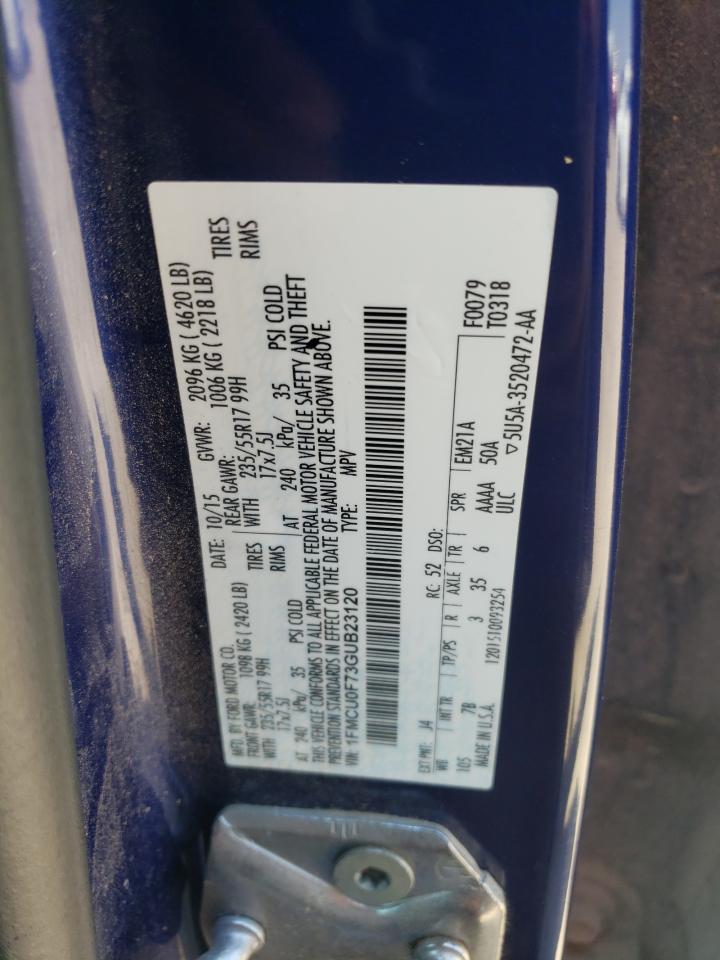 MFD. BY FORD MOTOR CO. DATE: 10/15 GVWR: 2096 KG ( 4620 LB)
FRONT GAWR: 1098 KG ( 2420 LB) REAR GAWR: 1006 KG ( 2218 LB)
WITH 235/55R17 99H TIRES WITH 235/55R17 99H TIRES
17x7.5J RIMS 17x7.5J RIMS
AT 240 kPa/ 35 PSI COLD AT 240 kPa/ 35 PSI COLD
THIS VEHICLE CONFORMS TO ALL APPLICABLE FEDERAL MOTOR VEHICLE SAFETY AND THEFT
PREVENTION STANDARDS IN EFFECT ON THE DATE OF MANUFACTURE SHOWN ABOVE.
VIN: 1FMCU0F73GUB23120 TYPE: MPV
EXT PNT: J4 RC: 52 DSO:
WB INT TR TP/PS R AXLE TR SPR EM21A F0079
105 7B 3 35 6 AAAA 50A T0318
MADE IN U.S.A. 1201510093254 ULC ▽5U5A-3520472-AA